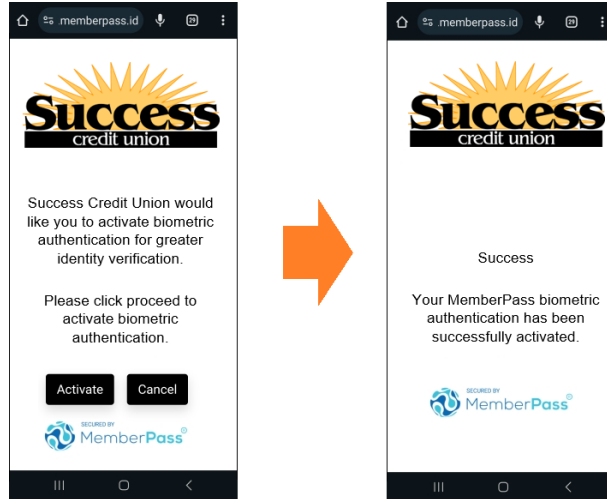 .memberpass.id
29
Success
credit union
Success Credit Union would
like you to activate biometric
authentication for greater
identity verification.
Please click proceed to
activate biometric
authentication.
Activate
Cancel
SECURED BY
MemberPass
.memberpass.id
29
Success
credit union
Success
Your MemberPass biometric
authentication has been
successfully activated.
SECURED BY
MemberPass